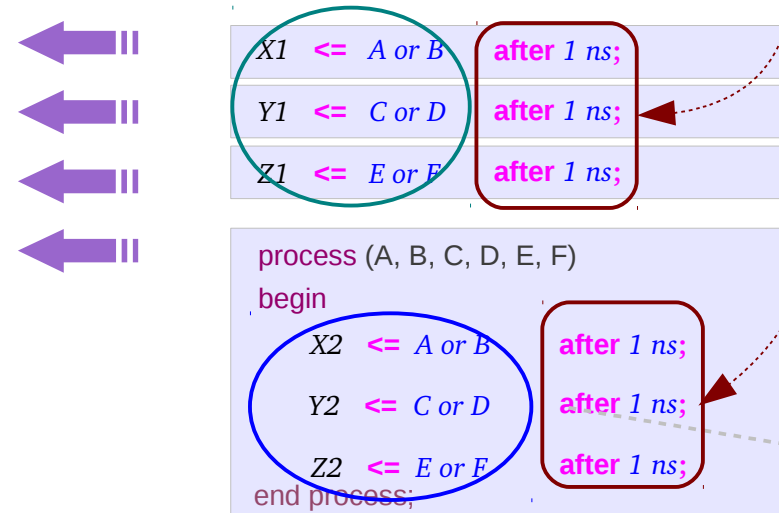 X1 <= A or B after 1 ns;
Y1 <= C or D after 1 ns;
Z1 <= E or F after 1 ns;
process (A, B, C, D, E, F)
begin
X2 <= A or B after 1 ns;
Y2 <= C or D after 1 ns;
Z2 <= E or F after 1 ns;
end process;